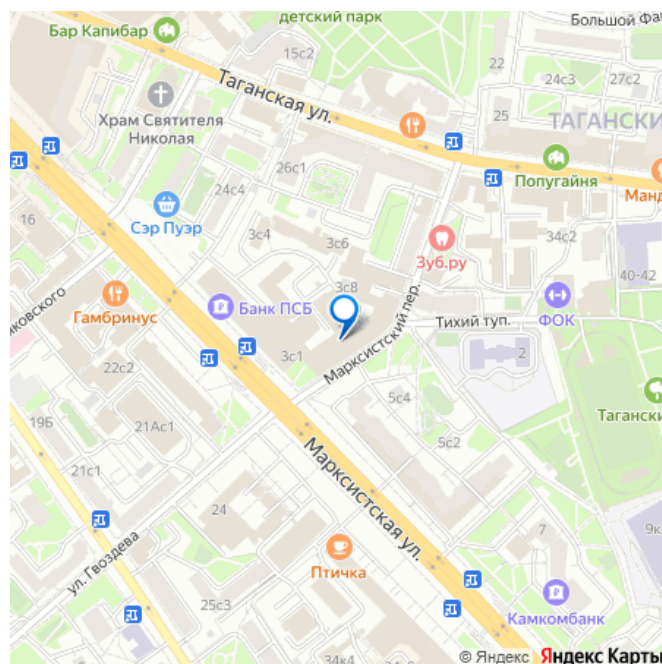 детский парк
Большой Фа
Бар Капибар
15с2
22
24с3
27с2
Таганская ул.
Храм Святителя
Николая
25
ТАГАНСКИ
26с1
24с4
Попугайня
Манд
Сэр Пуэр
16
3с4
3с6
Зуб.ру
34с2
40-42
3с8
иковского
Гамбринус
Банк ПСБ
Марксистский пер.
Тихий туп.
ФОК
3с1
2
22с2
19Б
21Ас1
5с4
Таганский
5с2
21с1
Марксистская ул.
24
7
9к
ул. Гвоздева
Птичка
25с3
Камкомбанк
34к4
© Яндекс Яндекс Карты